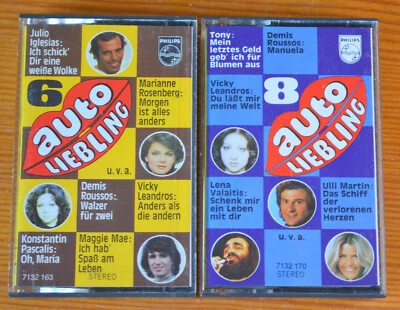 Julio
Iglesias:
Ich schick'
Dir eine
weiße Wolke
PHILIPS
6
auto
LIEBLING
Marianne
Rosenberg:
Morgen
ist alles
anders
u.v.a.
Demis
Roussos:
Walzer
für zwei
Vicky
Leandros:
Anders als
die andern
Konstantin
Pascalis:
Oh, Maria
Maggie Mae:
Ich hab'
Spaß am
Leben
7132 163
STEREO
Tony:
Mein
letztes Geld
geb' ich für
Blumen aus
Demis
Roussos:
Manuela
PHILIPS
Vicky
Leandros:
Du läßt mir
meine Welt
8
auto
LIEBLING
Lena
Valaitis:
Schenk mir
ein Leben
mit dir
Ulli Martin:
Das Schiff
der
verlorenen
Herzen
u.v.a.
7132 170
STEREO